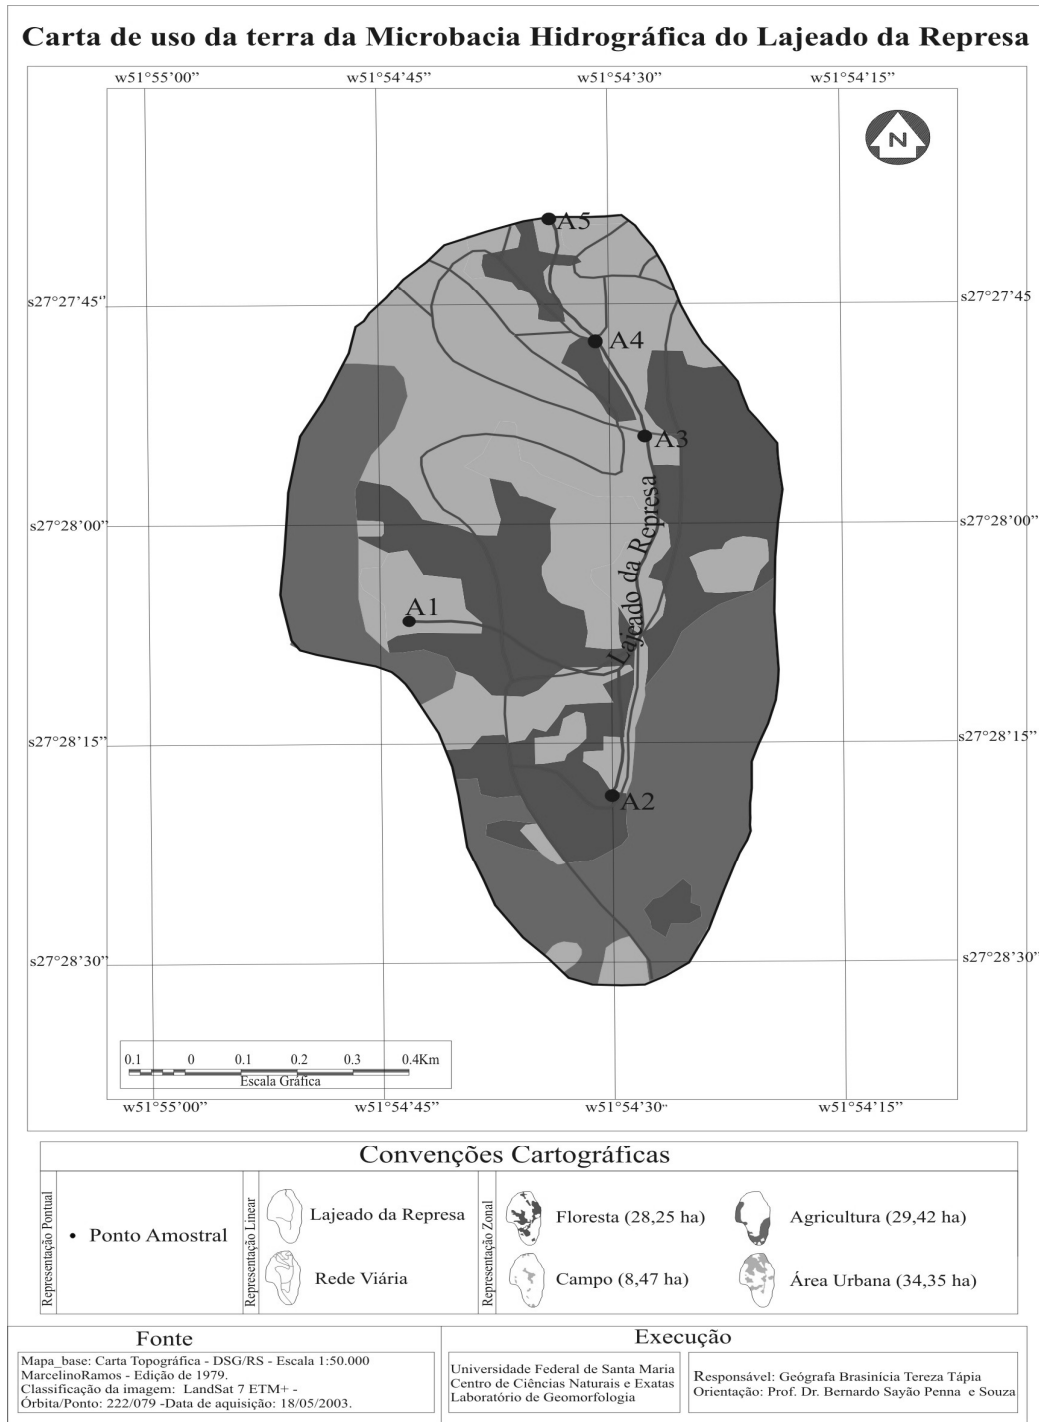 Carta de uso da terra da Microbacia Hidrográfica do Lajeado da Represa
w51°55'00” w51°54'45” w51°54'30” w51°54'15”
N
A5
s27°27'45" s27°27'45
A4
A3
Lajeado da Represa
s27°28'00” s27°28'00”
A1
s27°28'15” s27°28'15”
A2
s27°28'30” s27°28'30”
0.1 0 0.1 0.2 0.3 0.4Km
Escala Gráfica
w51°55'00” w51°54'45” w51°54'30” w51°54'15”
Convenções Cartográficas
Representação Pontual
Ponto Amostral
Representação Linear
Lajeado da Represa
Rede Viária
Representação Zonal
Floresta (28,25 ha)
Agricultura (29,42 ha)
Campo (8,47 ha)
Área Urbana (34,35 ha)
Fonte
Mapa_base: Carta Topográfica - DSG/RS - Escala 1:50.000
MarcelinoRamos - Edição de 1979.
Classificação da imagem: LandSat 7 ETM+ -
Órbita/Ponto: 222/079 -Data de aquisição: 18/05/2003.
Execução
Universidade Federal de Santa Maria
Centro de Ciências Naturais e Exatas
Laboratório de Geomorfologia
Responsável: Geógrafa Brasinícia Tereza Tápia
Orientação: Prof. Dr. Bernardo Sayão Penna e Souza